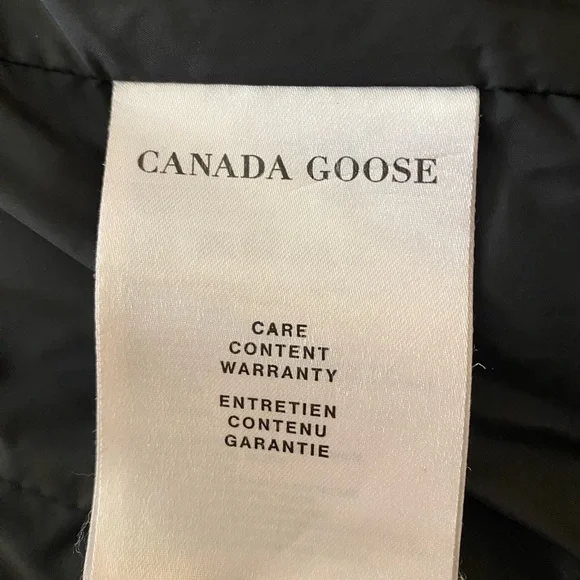 CANADA GOOSE
CARE
CONTENT
WARRANTY
ENTRETIEN
CONTENU
GARANTIE